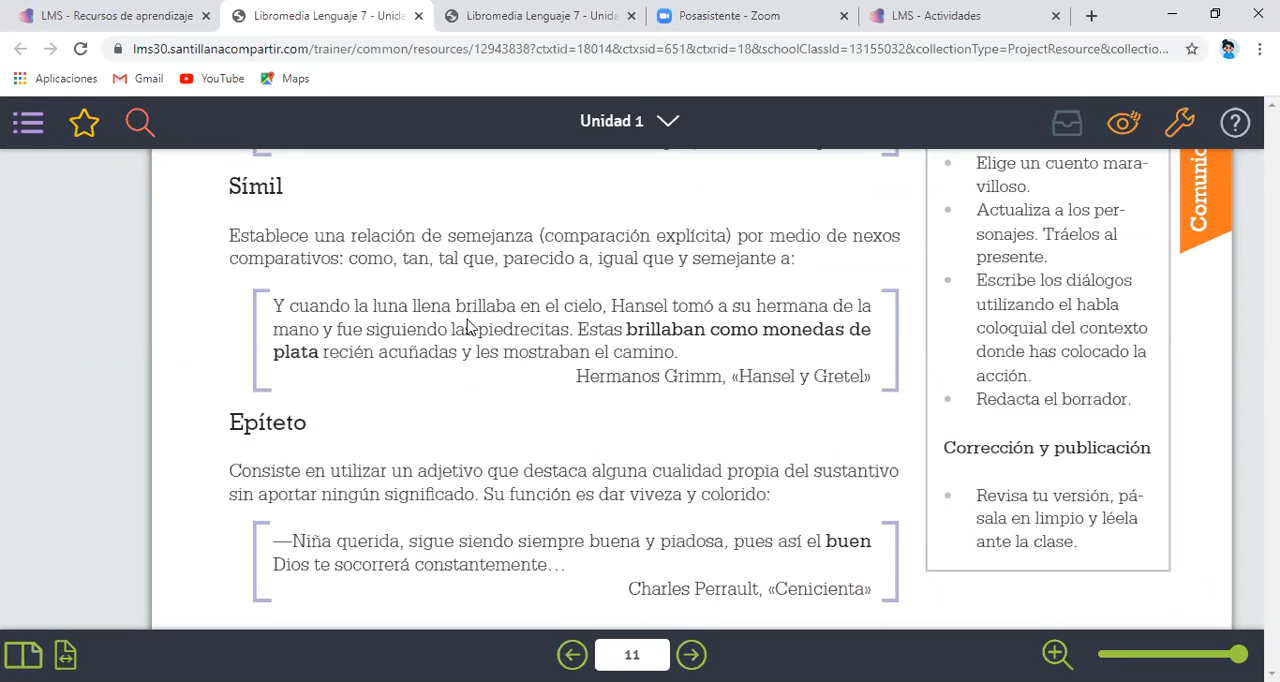 LMS - Recursos de aprendizaje
Libromedia Lenguaje 7 - Unida
Libromedia Lenguaje 7 - Unida
Posasistente - Zoom
LMS - Actividades
lms30.santillanacompartir.com/trainer/common/resources/12943838?ctxtid=18014&ctxsid=651&ctxrid=18&schoolClassId=13155032&collectionType=ProjectResource&collectio...
Aplicaciones
Gmail
YouTube
Maps
Unidad 1
Símil
Establece una relación de semejanza (comparación explícita) por medio de nexos
comparativos: como, tan, tal que, parecido a, igual que y semejante a:
Y cuando la luna llena brillaba en el cielo, Hansel tomó a su hermana de la
mano y fue siguiendo las piedrecitas. Estas brillaban como monedas de
plata recién acuñadas y les mostraban el camino.
Hermanos Grimm, «Hansel y Gretel»
Epíteto
Consiste en utilizar un adjetivo que destaca alguna cualidad propia del sustantivo
sin aportar ningún significado. Su función es dar viveza y colorido:
—Niña querida, sigue siendo siempre buena y piadosa, pues así el buen
Dios te socorrerá constantemente…
Charles Perrault, «Cenicienta»
Elige un cuento mara-
villoso.
Actualiza a los per-
sonajes. Tráelos al
presente.
Escribe los diálogos
utilizando el habla
coloquial del contexto
donde has colocado la
acción.
Redacta el borrador.
Corrección y publicación
Revisa tu versión, pá-
sala en limpio y léela
ante la clase.
Comunic
11